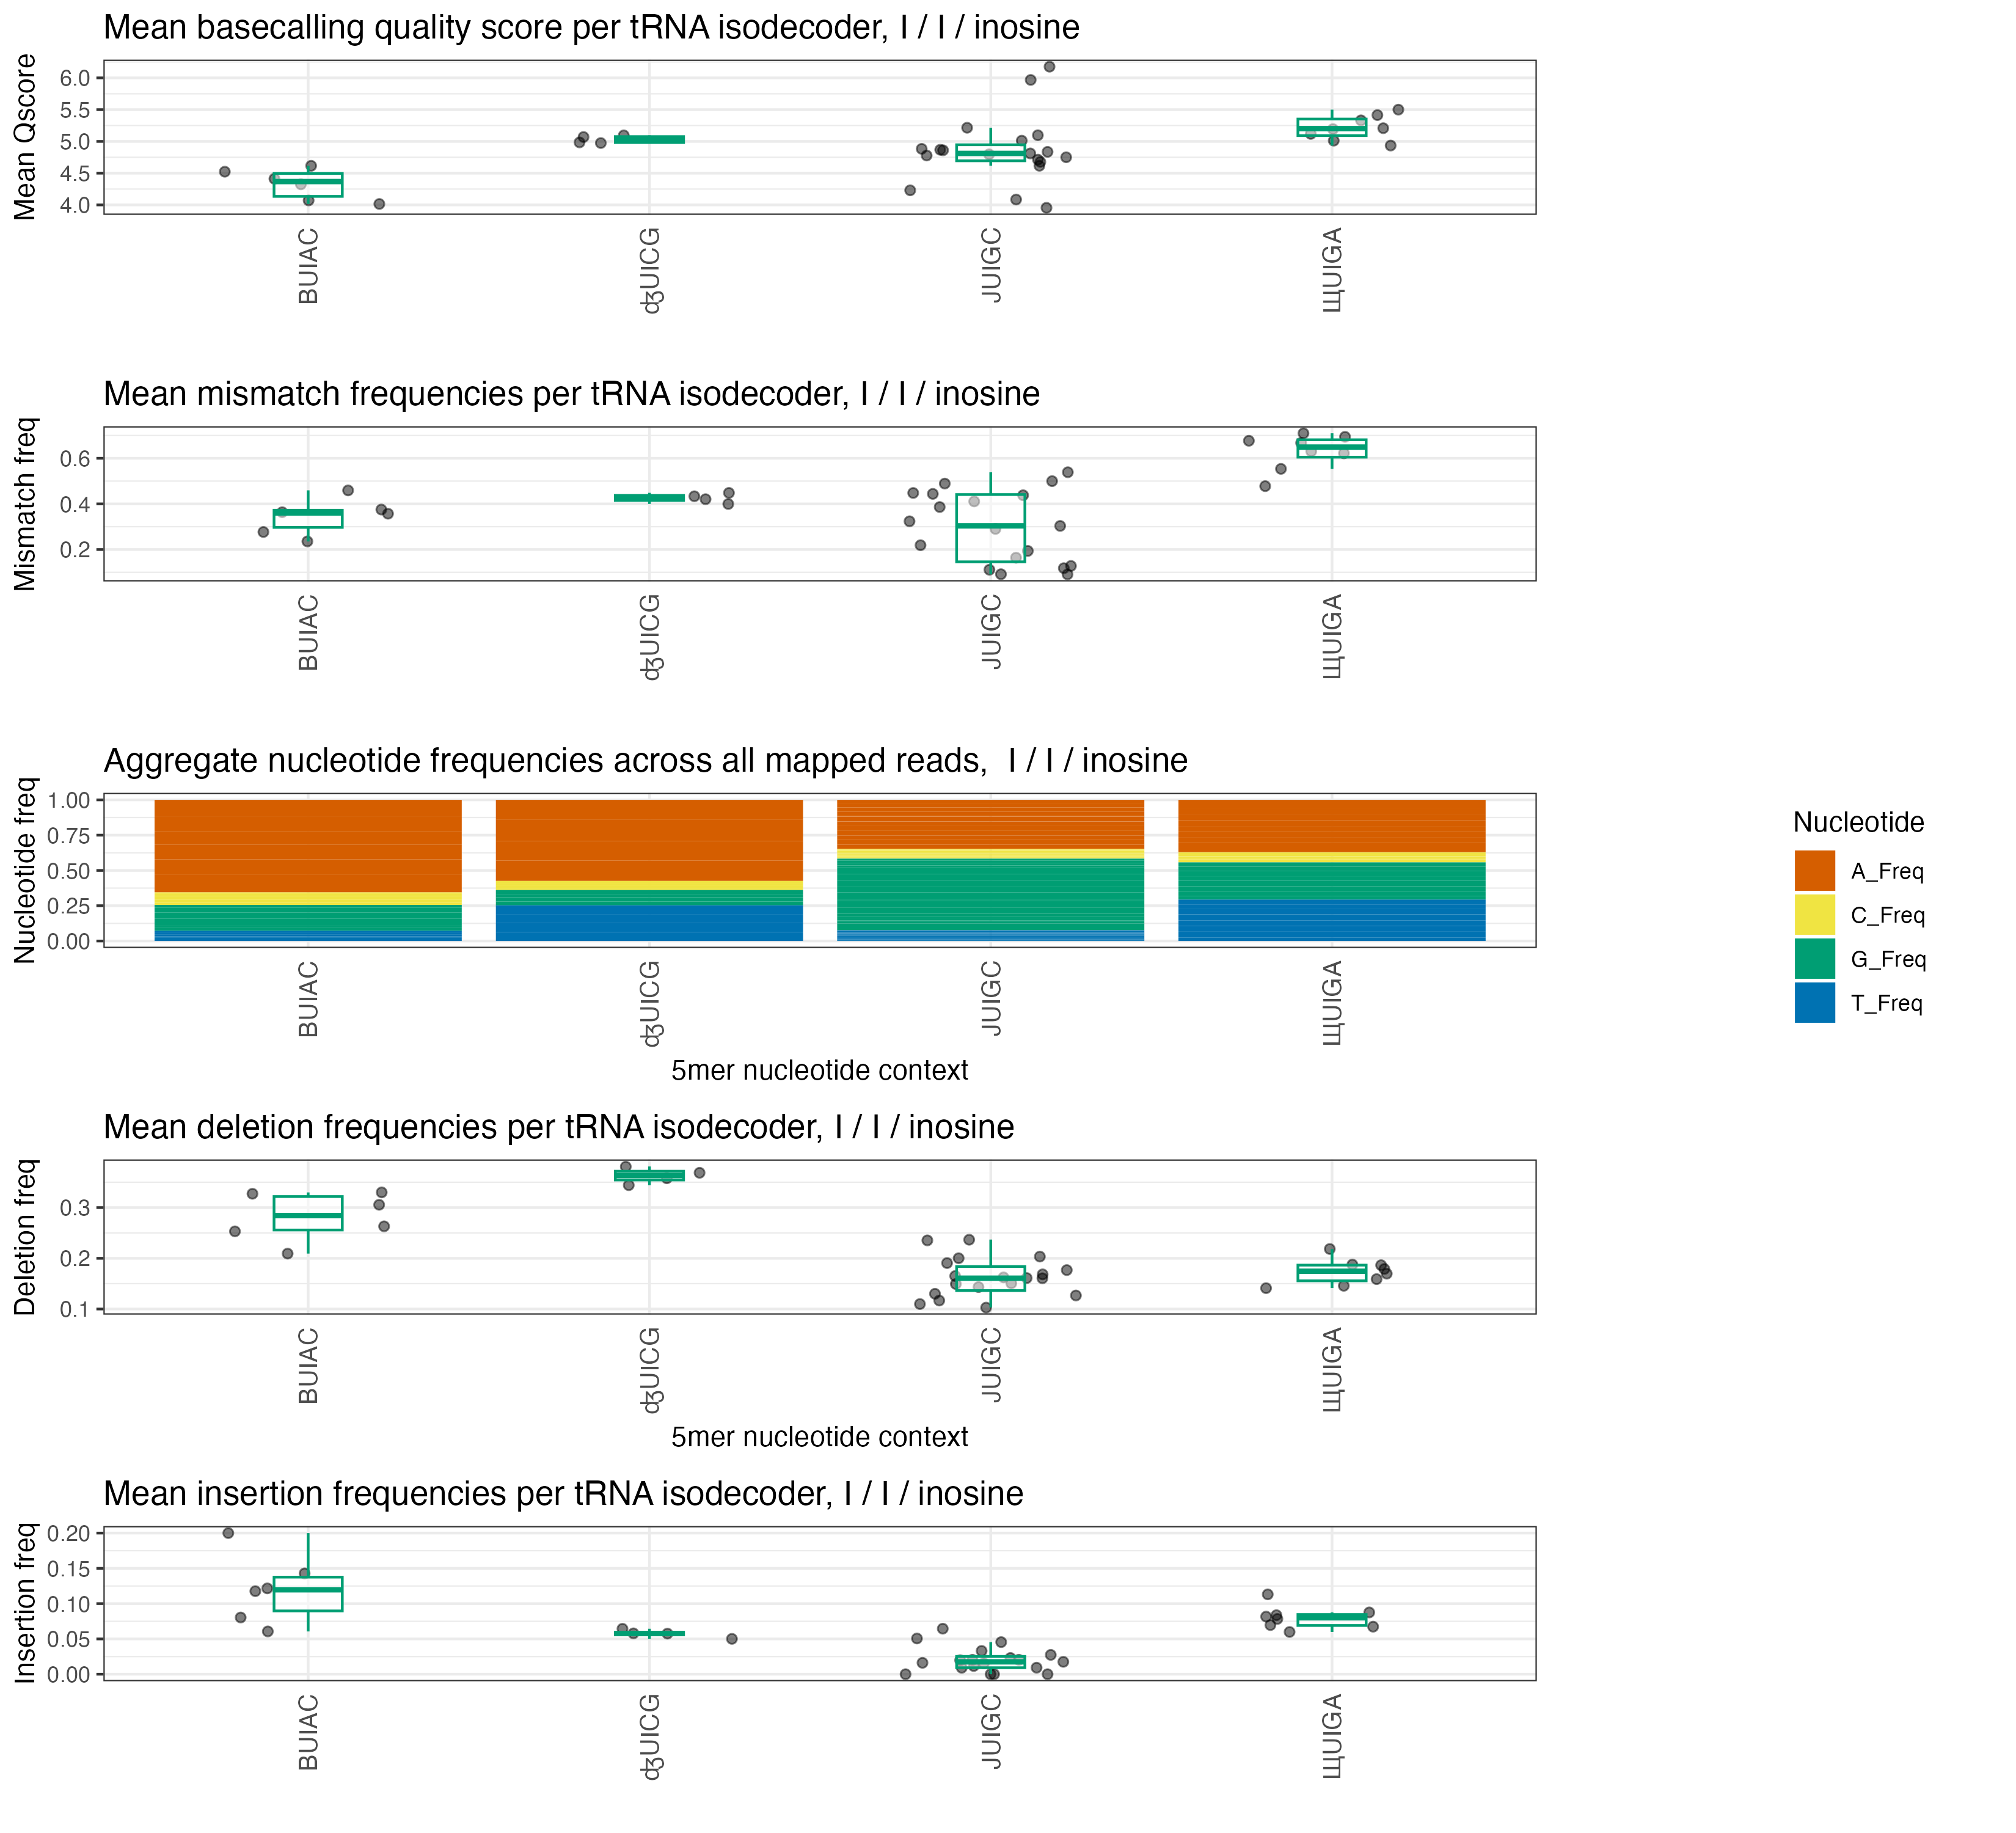 Mean basecalling quality score per tRNA isodecoder, I / I / inosine
Mean Qscore
6.0
5.5
5.0
4.5
4.0
BUIAC
ʤUICG
JUIGC
ЩUIGA
Mean mismatch frequencies per tRNA isodecoder, I / I / inosine
Mismatch freq
0.6
0.4
0.2
BUIAC
ʤUICG
JUIGC
ЩUIGA
Aggregate nucleotide frequencies across all mapped reads,  I / I / inosine
Nucleotide freq
1.00
0.75
0.50
0.25
0.00
BUIAC
ʤUICG
JUIGC
ЩUIGA
5mer nucleotide context
Nucleotide
A_Freq
C_Freq
G_Freq
T_Freq
Mean deletion frequencies per tRNA isodecoder, I / I / inosine
Deletion freq
0.3
0.2
0.1
BUIAC
ʤUICG
JUIGC
ЩUIGA
5mer nucleotide context
Mean insertion frequencies per tRNA isodecoder, I / I / inosine
Insertion freq
0.20
0.15
0.10
0.05
0.00
BUIAC
ʤUICG
JUIGC
ЩUIGA